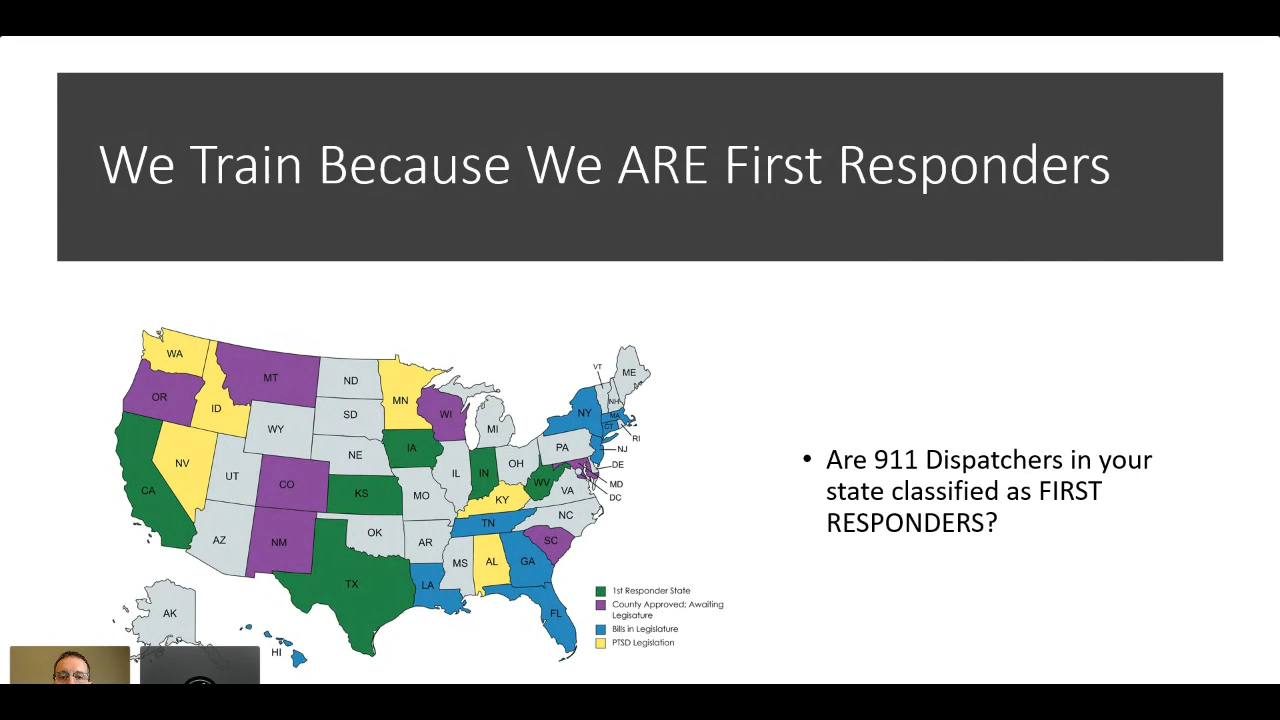 We Train Because We ARE First Responders
WA
MT
ND
MN
VT
ME
OR
ID
SD
WI
NY
NH
MA
CT
RI
WY
MI
IA
PA
NJ
NV
NE
OH
DE
UT
IL
IN
MD
CA
CO
WV
DC
KS
MO
VA
KY
NC
AZ
NM
OK
AR
TN
SC
MS
AL
GA
TX
LA
FL
AK
HI
1st Responder State
County Approved; Awaiting
Legisature
Bills in Legislature
PTSD Legislation
• Are 911 Dispatchers in your
state classified as FIRST
RESPONDERS?